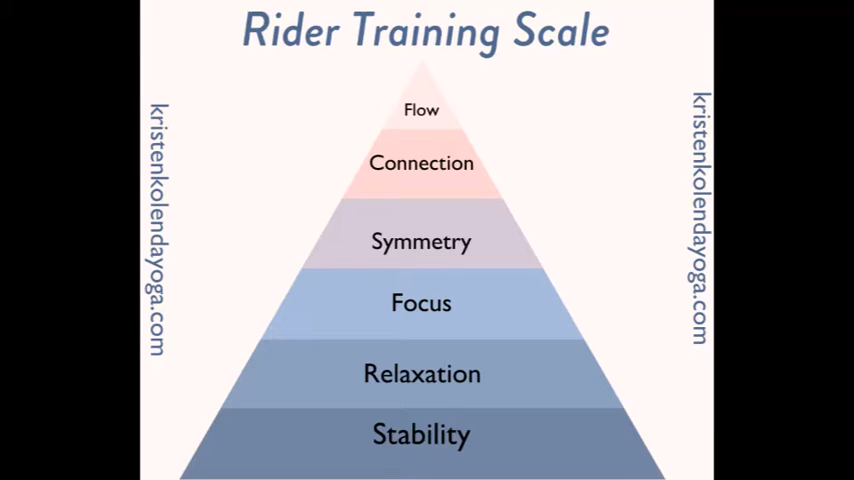 Rider Training Scale
kristenkolendayoga.com
Flow
Connection
Symmetry
Focus
Relaxation
Stability
kristenkolendayoga.com